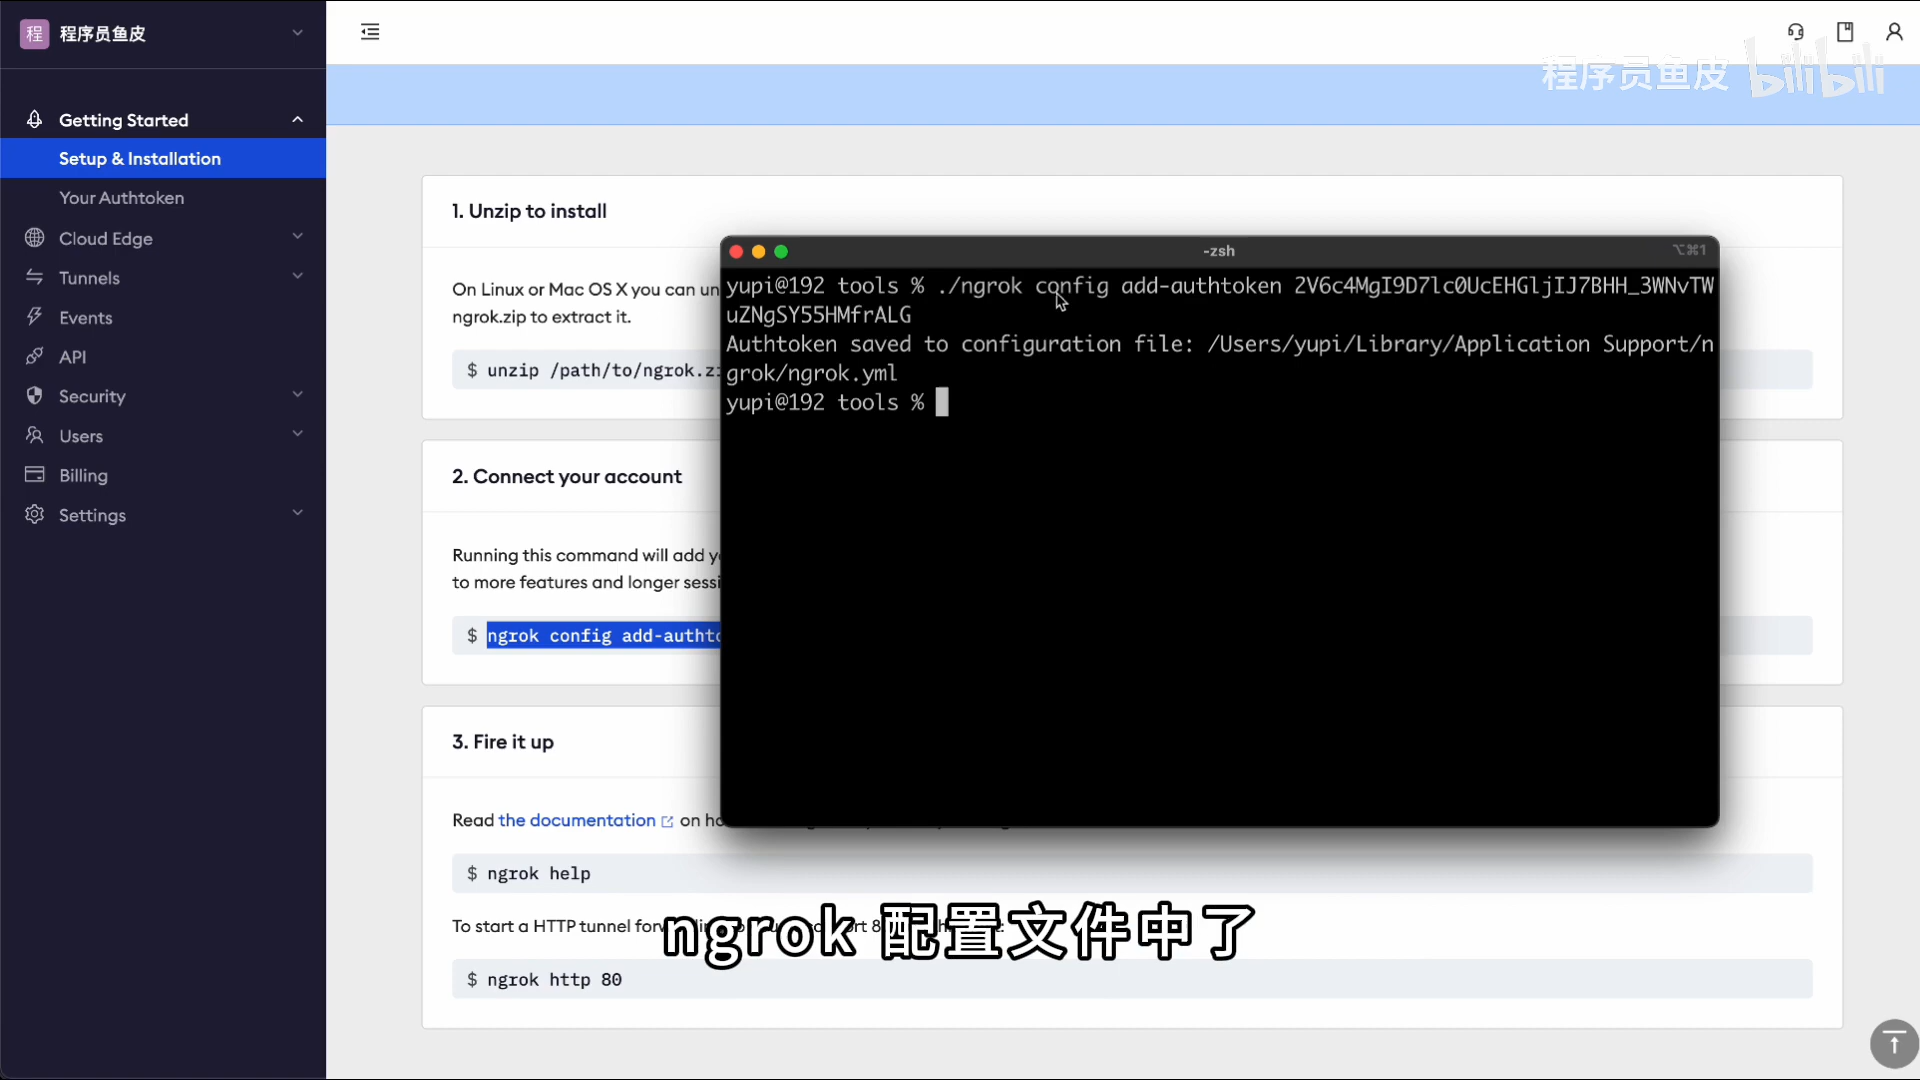 程 程序员鱼皮
Getting Started
Setup & Installation
Your Authtoken
Cloud Edge
Tunnels
Events
API
Security
Users
Billing
Settings
程序员鱼皮 bilibili
1. Unzip to install
On Linux or Mac OS X you can un
ngrok.zip to extract it.
$ unzip /path/to/ngrok.z
2. Connect your account
Running this command will add y
to more features and longer sessi
$ ngrok config add-authto
3. Fire it up
Read the documentation on ho
$ ngrok help
To start a HTTP tunnel forw
$ ngrok http 80
-zsh
⌥⌘1
yupi@192 tools % ./ngrok config add-authtoken 2V6c4MgI9D7lc0UcEHGljIJ7BHH_3WNvTW
uZNgSY55HMfrALG
Authtoken saved to configuration file: /Users/yupi/Library/Application Support/n
grok/ngrok.yml
yupi@192 tools %
ngrok 配置文件中了